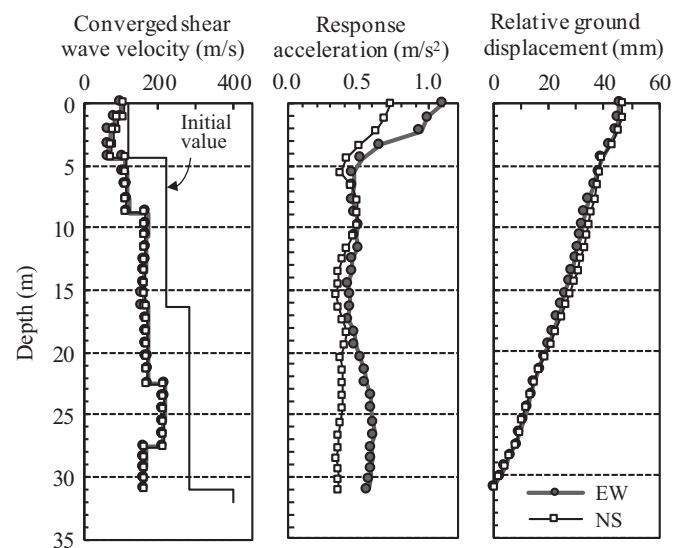 Converged shear
wave velocity (m/s)
0 200 400
Response
acceleration (m/s²)
0.0 0.5 1.0
Relative ground
displacement (mm)
0 20 40 60
Depth (m)
0
5
10
15
20
25
30
35
Initial
value
EW
NS